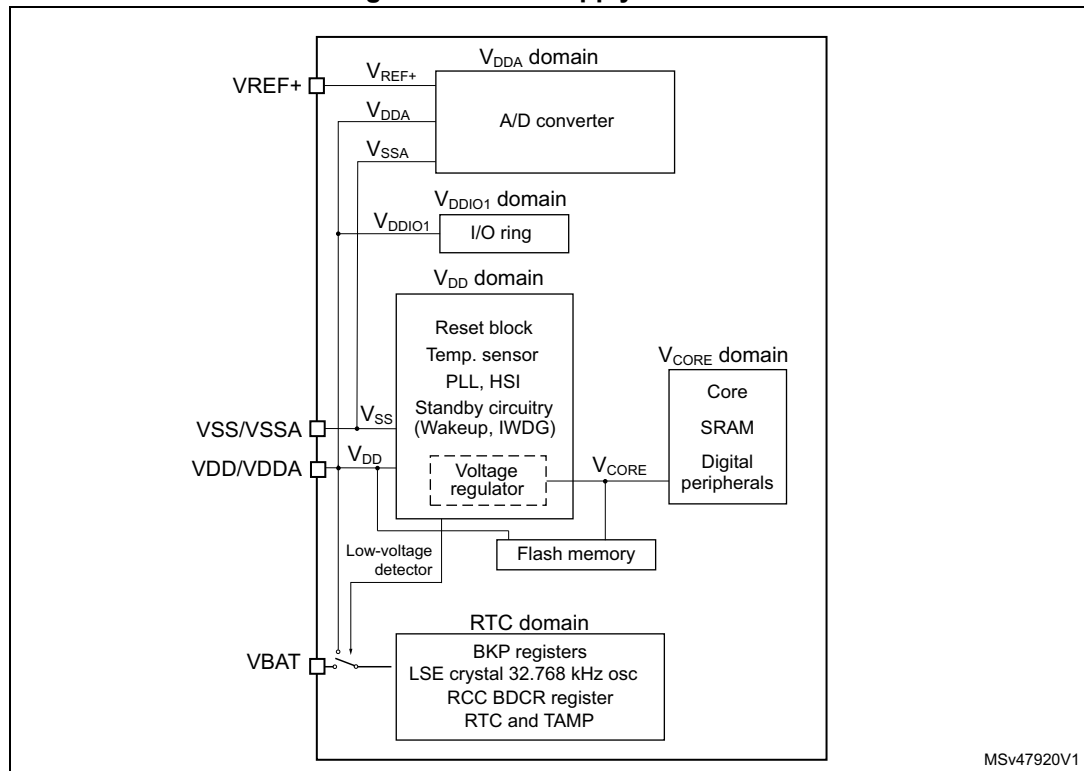 VDDA domain
VREF+
VREF+
VDDA
A/D converter
VSSA
VDDIO1 domain
VDDIO1
I/O ring
VDD domain
Reset block
Temp. sensor
PLL, HSI
Standby circuitry
(Wakeup, IWDG)
Voltage
regulator
VCORE domain
Core
SRAM
Digital
peripherals
VSS/VSSA
VSS
VDD/VDDA
VDD
VCORE
Flash memory
Low-voltage
detector
RTC domain
VBAT
BKP registers
LSE crystal 32.768 kHz osc
RCC BDCR register
RTC and TAMP
MSv47920V1